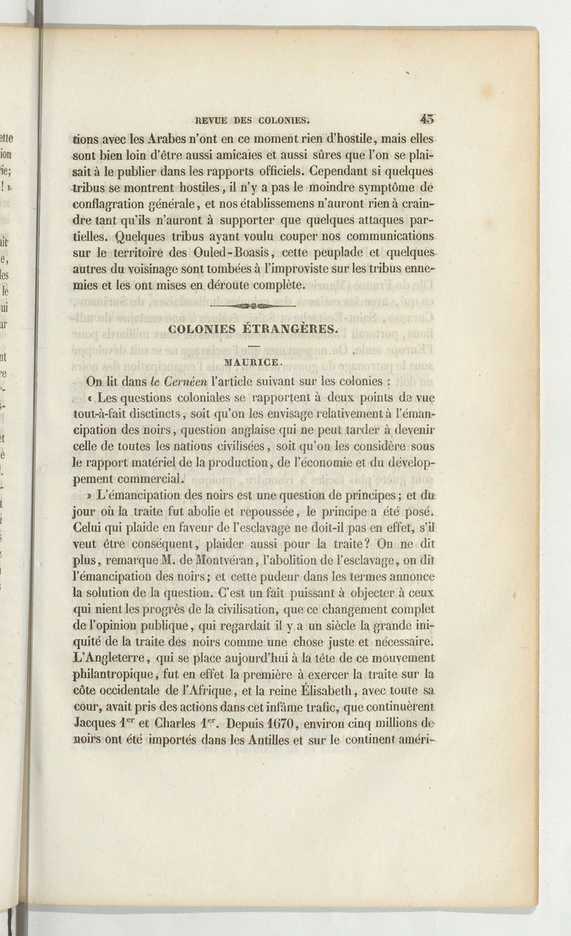 REVUE DES COLONIES. 45
tions avec les Arabes n'ont en ce moment rien d'hostile, mais elles
sont bien loin d'être aussi amicales et aussi sûres que l'on se plai-
sait à le publier dans les rapports officiels. Cependant si quelques
tribus se montrent hostiles, il n'y a pas le moindre symptôme de
conflagration générale, et nos établissemens n'auront rien à crain-
dre tant qu'ils n'auront à supporter que quelques attaques par-
tielles. Quelques tribus ayant voulu couper nos communications
sur le territoire des Ouled-Boasis, cette peuplade et quelques
autres du voisinage sont tombées à l'improviste sur les tribus enne-
mies et les ont mises en déroute complète.
COLONIES ÉTRANGÈRES.
MAURICE.
On lit dans le Cernéen l'article suivant sur les colonies :
« Les questions coloniales se rapportent à deux points de vue
tout-à-fait disctincts, soit qu'on les envisage relativement à l'éman-
cipation des noirs, question anglaise qui ne peut tarder à devenir
celle de toutes les nations civilisées, soit qu'on les considère sous
le rapport matériel de la production, de l'économie et du dévelop-
pement commercial.
» L'émancipation des noirs est une question de principes; et du
jour où la traite fut abolie et repoussée, le principe a été posé.
Celui qui plaide en faveur de l'esclavage ne doit-il pas en effet, s'il
veut être conséquent, plaider aussi pour la traite? On ne dit
plus, remarque M. de Montvéran, l'abolition de l'esclavage, on dit
l'émancipation des noirs; et cette pudeur dans les termes annonce
la solution de la question. C'est un fait puissant à objecter à ceux
qui nient les progrès de la civilisation, que ce changement complet
de l'opinion publique, qui regardait il y a un siècle la grande ini-
quité de la traite des noirs comme une chose juste et nécessaire.
L'Angleterre, qui se place aujourd'hui à la tête de ce mouvement
philantropique, fut en effet la première à exercer la traite sur la
côte occidentale de l'Afrique, et la reine Élisabeth, avec toute sa
cour, avait pris des actions dans cet infâme trafic, que continuèrent
Jacques 1er et Charles 1er. Depuis 1670, environ cinq millions de
noirs ont été importés dans les Antilles et sur le continent améri-